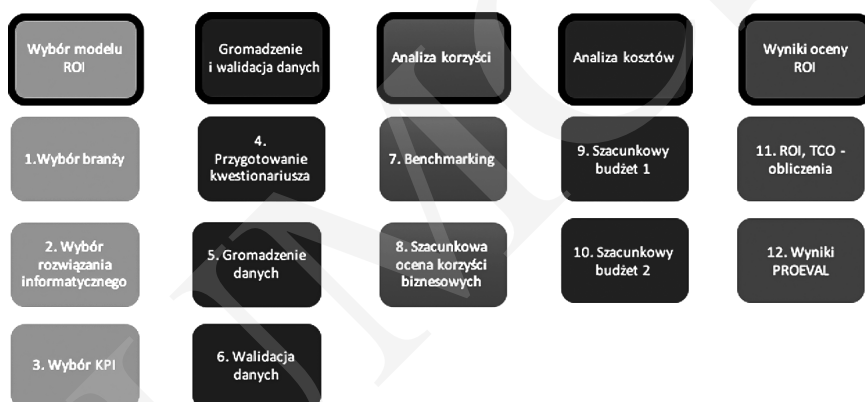 Wybór modelu
ROI
Gromadzenie
i walidacja danych
Analiza korzyści
Analiza kosztów
Wyniki oceny
ROI
1.Wybór branży
4.
Przygotowanie
kwestionariusza
7. Benchmarking
9. Szacunkowy
budżet 1
11. ROI, TCO -
obliczenia
2. Wybór
rozwiązania
informatycznego
5. Gromadzenie
danych
8. Szacunkowa
ocena korzyści
biznesowych
10. Szacunkowy
budżet 2
12. Wyniki
PROEVAL
3. Wybór KPI
6. Walidacja
danych